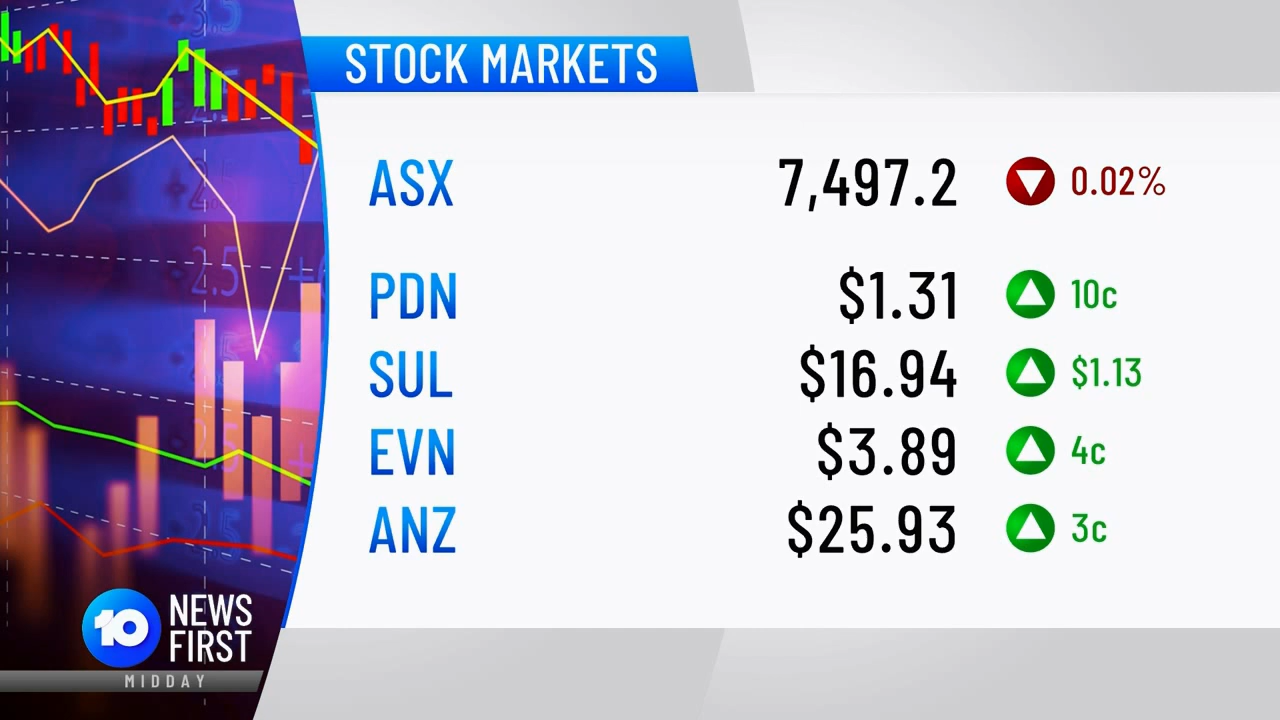 STOCK MARKETS
ASX 7,497.2 0.02%
PDN $1.31 10c
SUL $16.94 $1.13
EVN $3.89 4c
ANZ $25.93 3c
10 NEWS
FIRST
MIDDAY